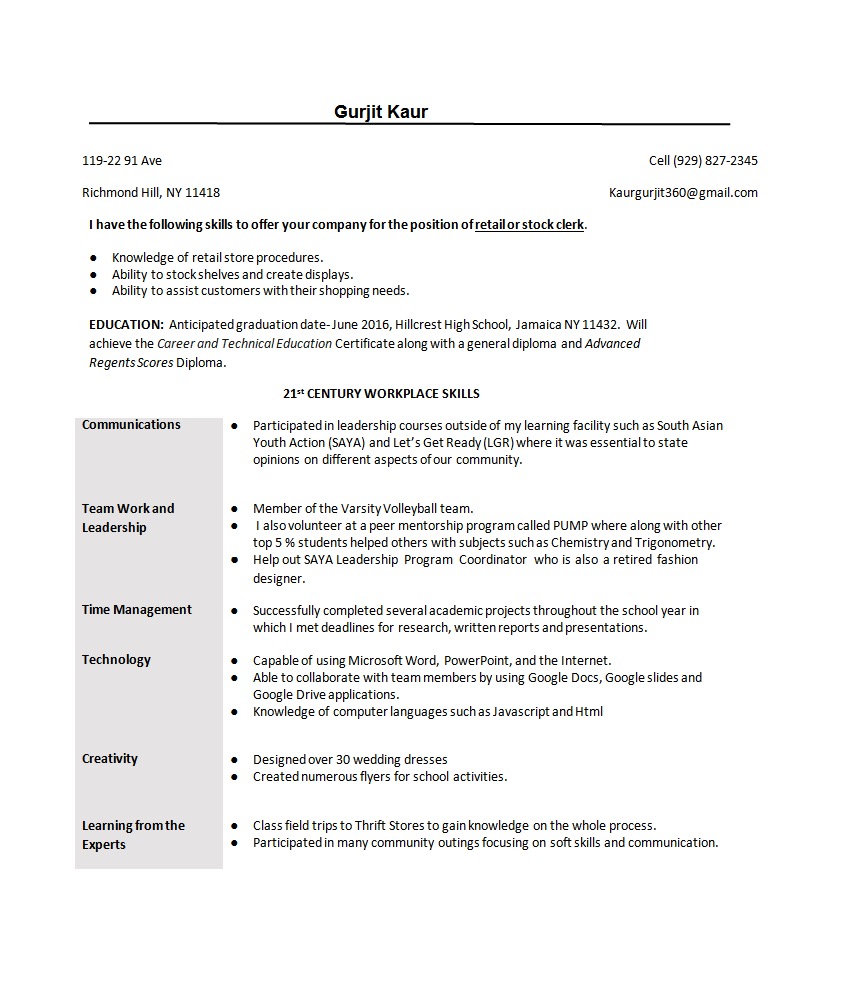 Gurjit Kaur
119-22 91 Ave Cell (929) 827-2345
Richmond Hill, NY 11418 Kaurgurjit360@gmail.com
I have the following skills to offer your company for the position of retail or stock clerk.
● Knowledge of retail store procedures.
● Ability to stock shelves and create displays.
● Ability to assist customers with their shopping needs.
EDUCATION: Anticipated graduation date- June 2016, Hillcrest High School, Jamaica NY 11432. Will
achieve the Career and Technical Education Certificate along with a general diploma and Advanced
Regents Scores Diploma.
21st CENTURY WORKPLACE SKILLS
Communications
● Participated in leadership courses outside of my learning facility such as South Asian
Youth Action (SAYA) and Let's Get Ready (LGR) where it was essential to state
opinions on different aspects of our community.
Team Work and
Leadership
● Member of the Varsity Volleyball team.
● I also volunteer at a peer mentorship program called PUMP where along with other
top 5 % students helped others with subjects such as Chemistry and Trigonometry.
● Help out SAYA Leadership Program Coordinator who is also a retired fashion
designer.
Time Management
● Successfully completed several academic projects throughout the school year in
which I met deadlines for research, written reports and presentations.
Technology
● Capable of using Microsoft Word, PowerPoint, and the Internet.
● Able to collaborate with team members by using Google Docs, Google slides and
Google Drive applications.
● Knowledge of computer languages such as Javascript and Html
Creativity
● Designed over 30 wedding dresses
● Created numerous flyers for school activities.
Learning from the
Experts
● Class field trips to Thrift Stores to gain knowledge on the whole process.
● Participated in many community outings focusing on soft skills and communication.